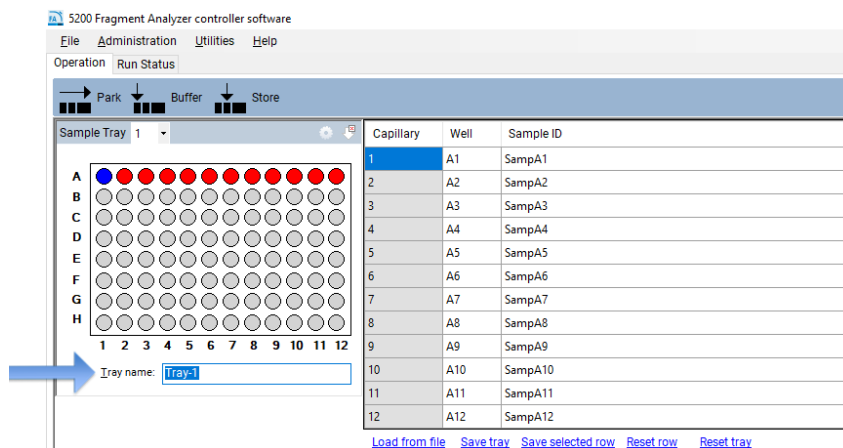 FA 5200 Fragment Analyzer controller software
File Administration Utilities Help
Operation Run Status
Park Buffer Store
Sample Tray 1
A
B
C
D
E
F
G
H
1 2 3 4 5 6 7 8 9 10 11 12
Tray name: Tray-1
Capillary Well Sample ID
1 A1 SampA1
2 A2 SampA2
3 A3 SampA3
4 A4 SampA4
5 A5 SampA5
6 A6 SampA6
7 A7 SampA7
8 A8 SampA8
9 A9 SampA9
10 A10 SampA10
11 A11 SampA11
12 A12 SampA12
Load from file Save tray Save selected row Reset row Reset tray